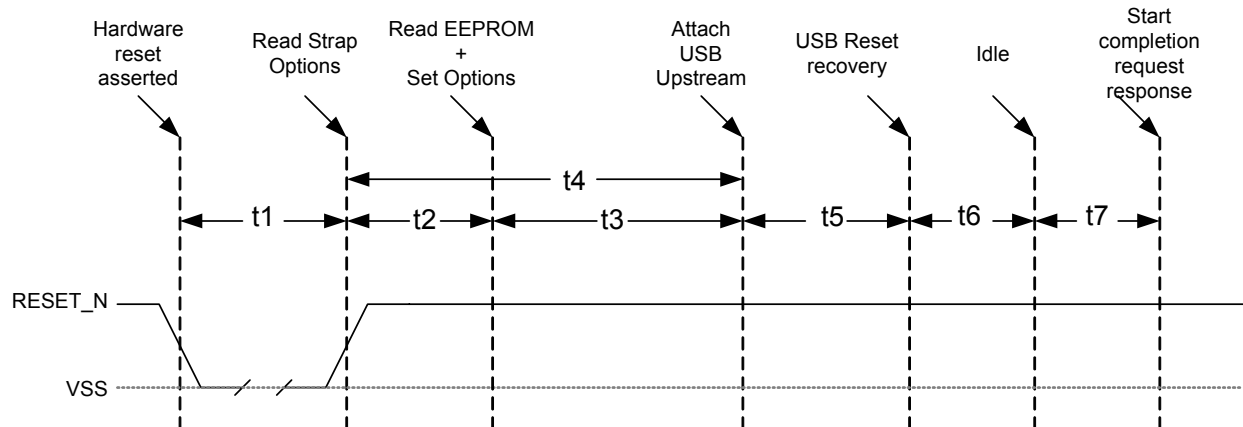 Hardware
reset
asserted
Read Strap
Options
Read EEPROM
+
Set Options
Attach
USB
Upstream
USB Reset
recovery
Idle
Start
completion
request
response
t4
t1
t2
t3
t5
t6
t7
RESET_N
VSS